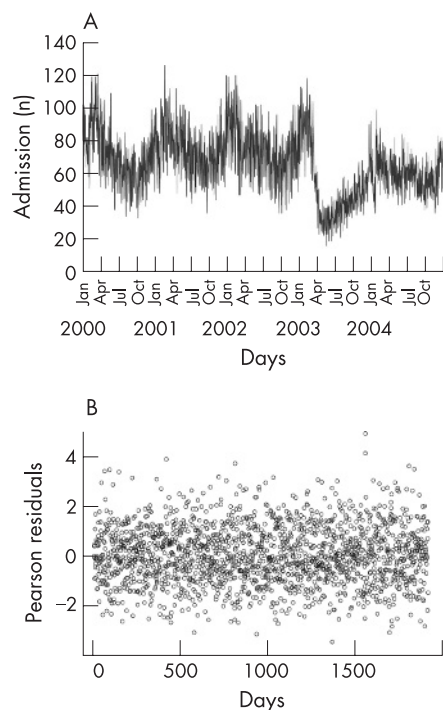 A
140
120
100
80
60
40
20
0
Admission (n)
Jan Apr Jul Oct Jan Apr Jul Oct Jan Apr Jul Oct Jan Apr Jul Oct Jan Apr Jul Oct
2000 2001 2002 2003 2004
Days
B
4
2
0
−2
Pearson residuals
0 500 1000 1500
Days